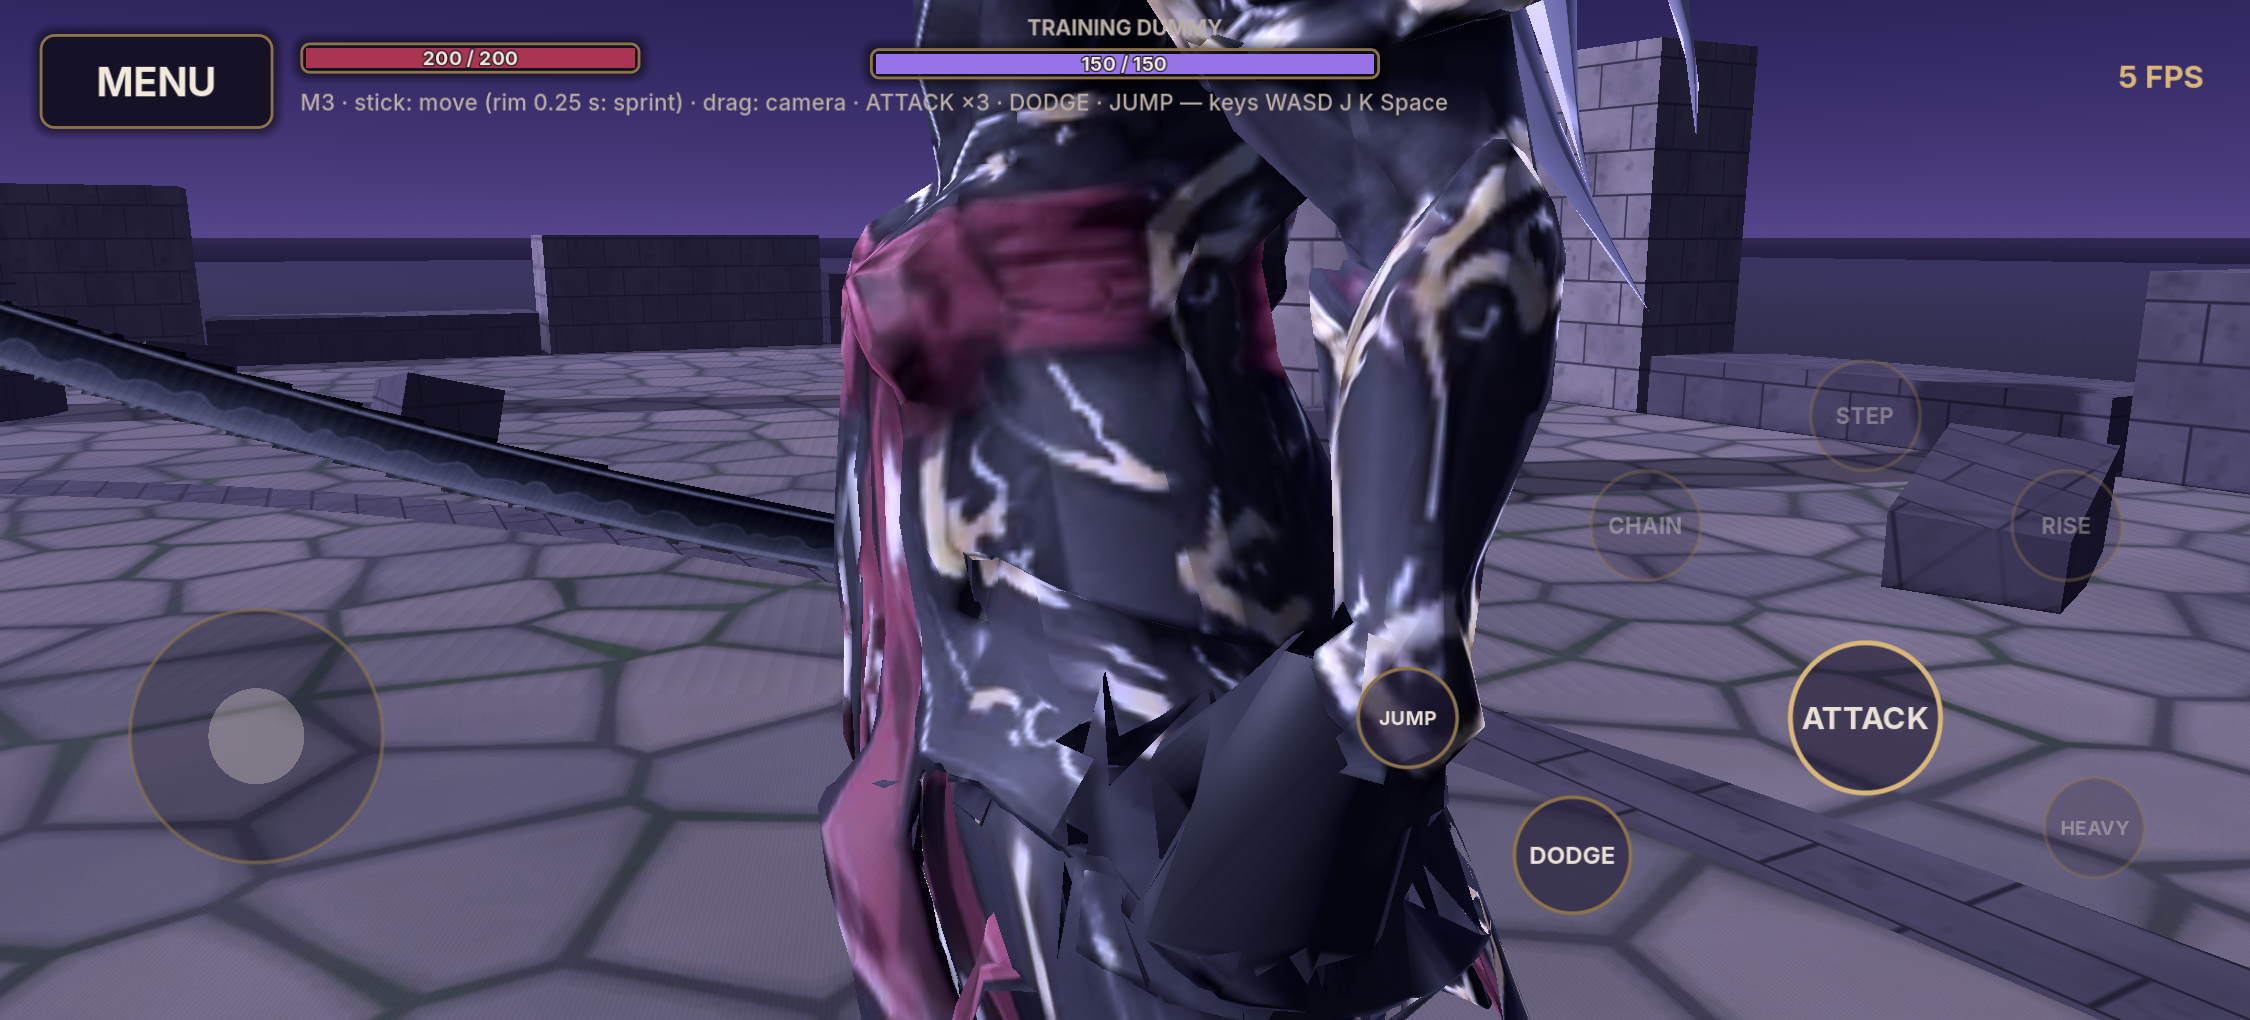 TRAINING DUMMY
MENU
200 / 200
150 / 150
5 FPS
M3 · stick: move (rim 0.25 s: sprint) · drag: camera · ATTACK ×3 · DODGE · JUMP — keys WASD J K Space
STEP
CHAIN
RISE
JUMP
ATTACK
DODGE
HEAVY